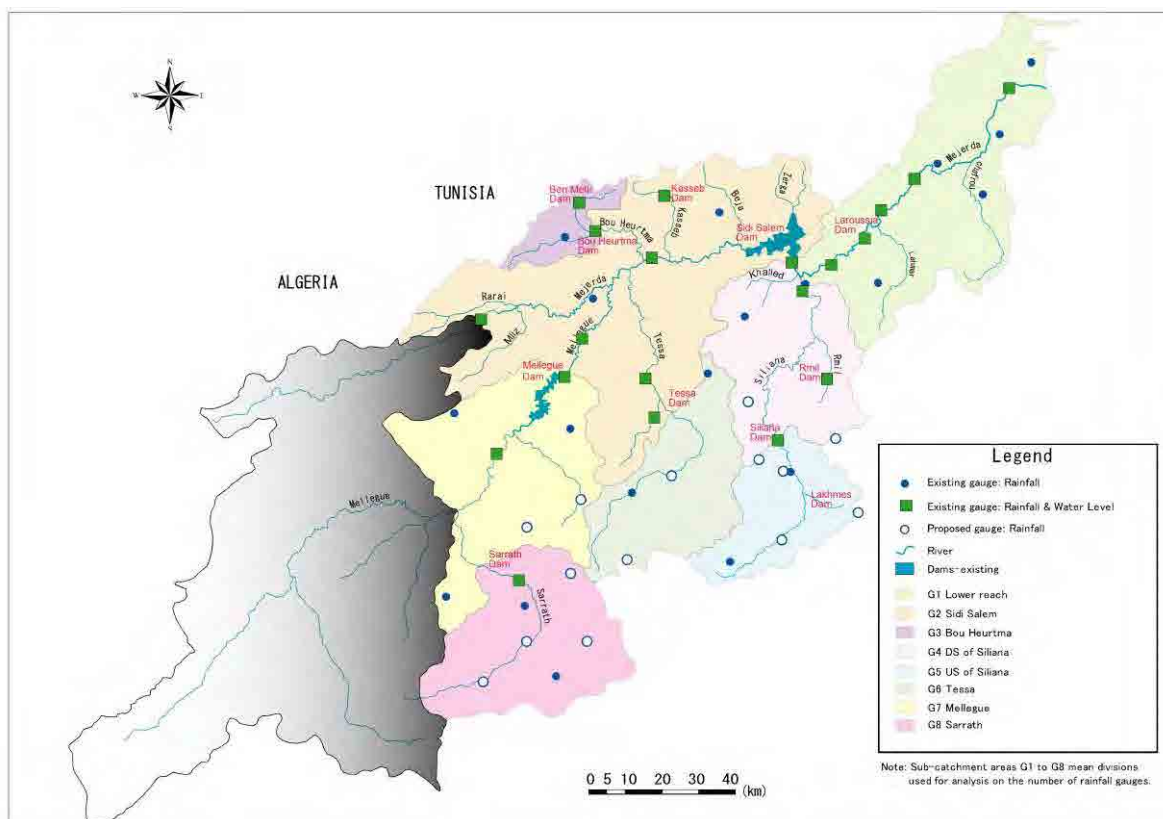 N
W
E
S
TUNISIA
ALGERIA
Ben Metir
Dam
Kasseb
Dam
Beja
Zerga
Mejerda
chafrou
Bou Heurtma
Kasseb
Sidi Salem
Dam
Laroussia
Dam
Bou Heurtma
Dam
Khalled
Lahmar
Rarai
Mejerda
Mliz
Mellegue
Tessa
Siliana
Rmil
Mellegue
Dam
Rmil
Dam
Tessa
Dam
Siliana
Dam
Lakhmes
Dam
Mellegue
Sarrath
Dam
Sarrath
Legend
Existing gauge: Rainfall
Existing gauge: Rainfall & Water Level
Proposed gauge: Rainfall
River
Dams-existing
G1 Lower reach
G2 Sidi Salem
G3 Bou Heurtma
G4 DS of Siliana
G5 US of Siliana
G6 Tessa
G7 Mellegue
G8 Sarrath
Note: Sub-catchment areas G1 to G8 mean divisions
used for analysis on the number of rainfall gauges.
0 5 10 20 30 40
(km)